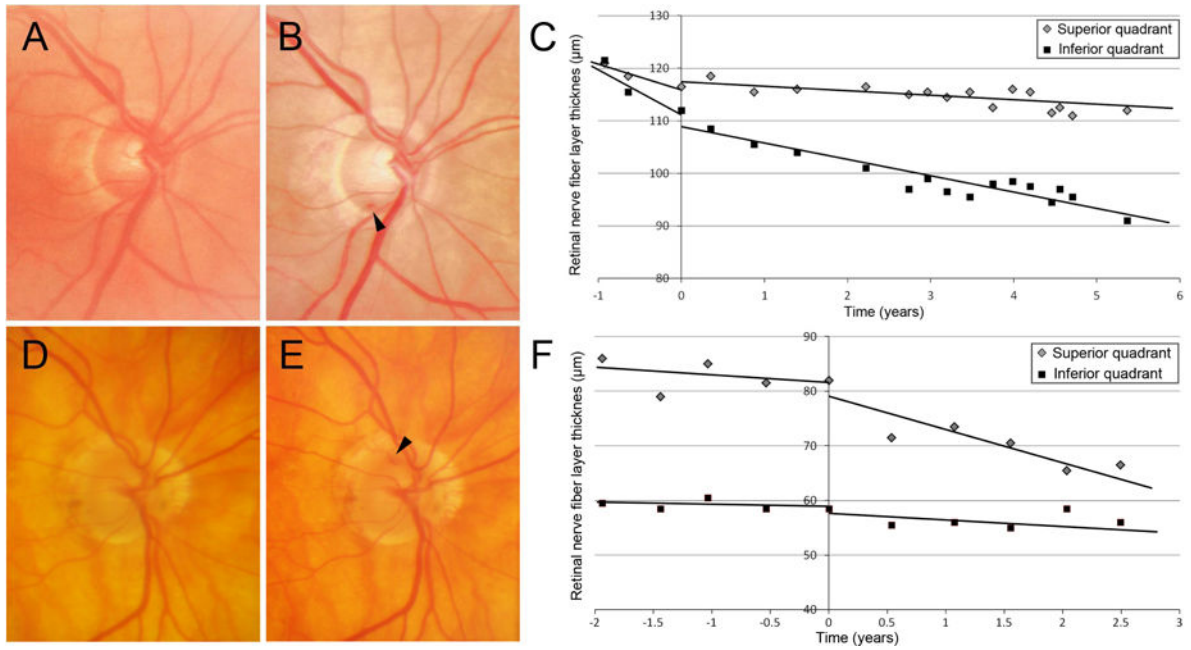 A
B
C
Retinal nerve fiber layer thicknes (µm)
130
120
110
100
90
80
-1
0
1
2
3
4
5
6
Time (years)
Superior quadrant
Inferior quadrant
D
E
F
Retinal nerve fiber layer thicknes (µm)
90
80
70
60
50
40
-2
-1.5
-1
-0.5
0
0.5
1
1.5
2
2.5
3
Time (years)
Superior quadrant
Inferior quadrant